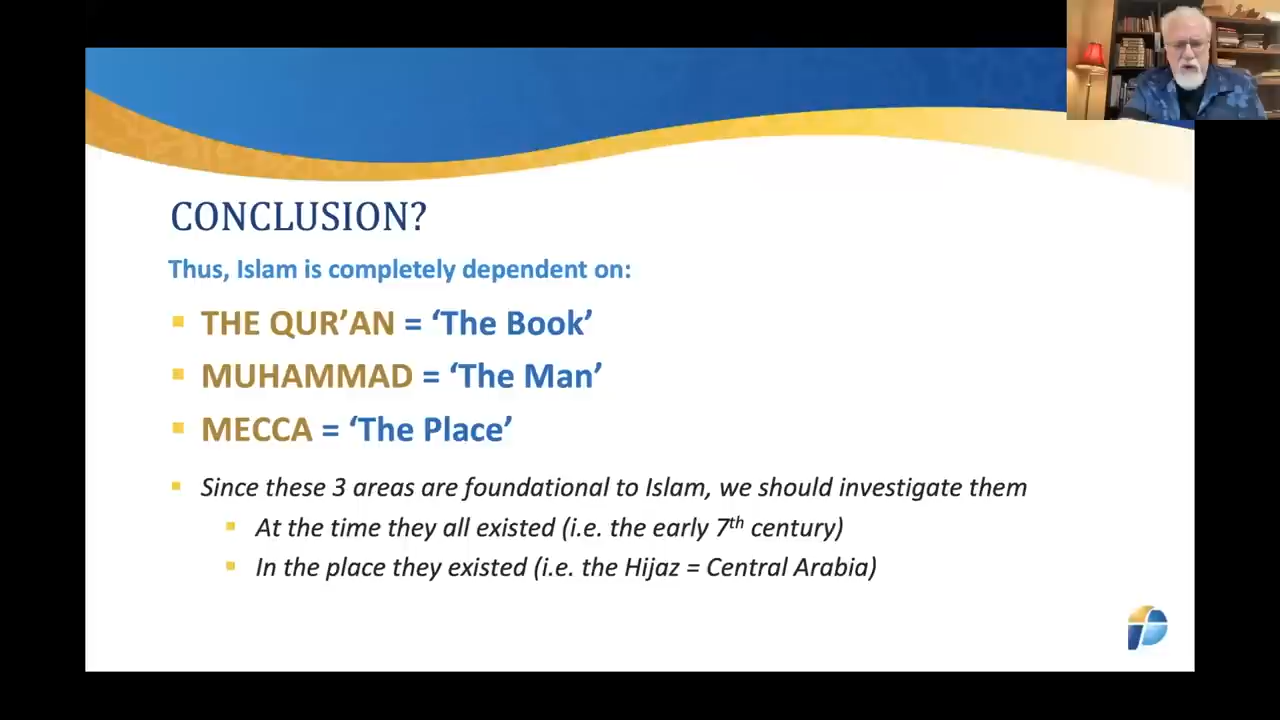 CONCLUSION?
Thus, Islam is completely dependent on:
THE QUR’AN = ‘The Book’
MUHAMMAD = ‘The Man’
MECCA = ‘The Place’
Since these 3 areas are foundational to Islam, we should investigate them
At the time they all existed (i.e. the early 7th century)
In the place they existed (i.e. the Hijaz = Central Arabia)